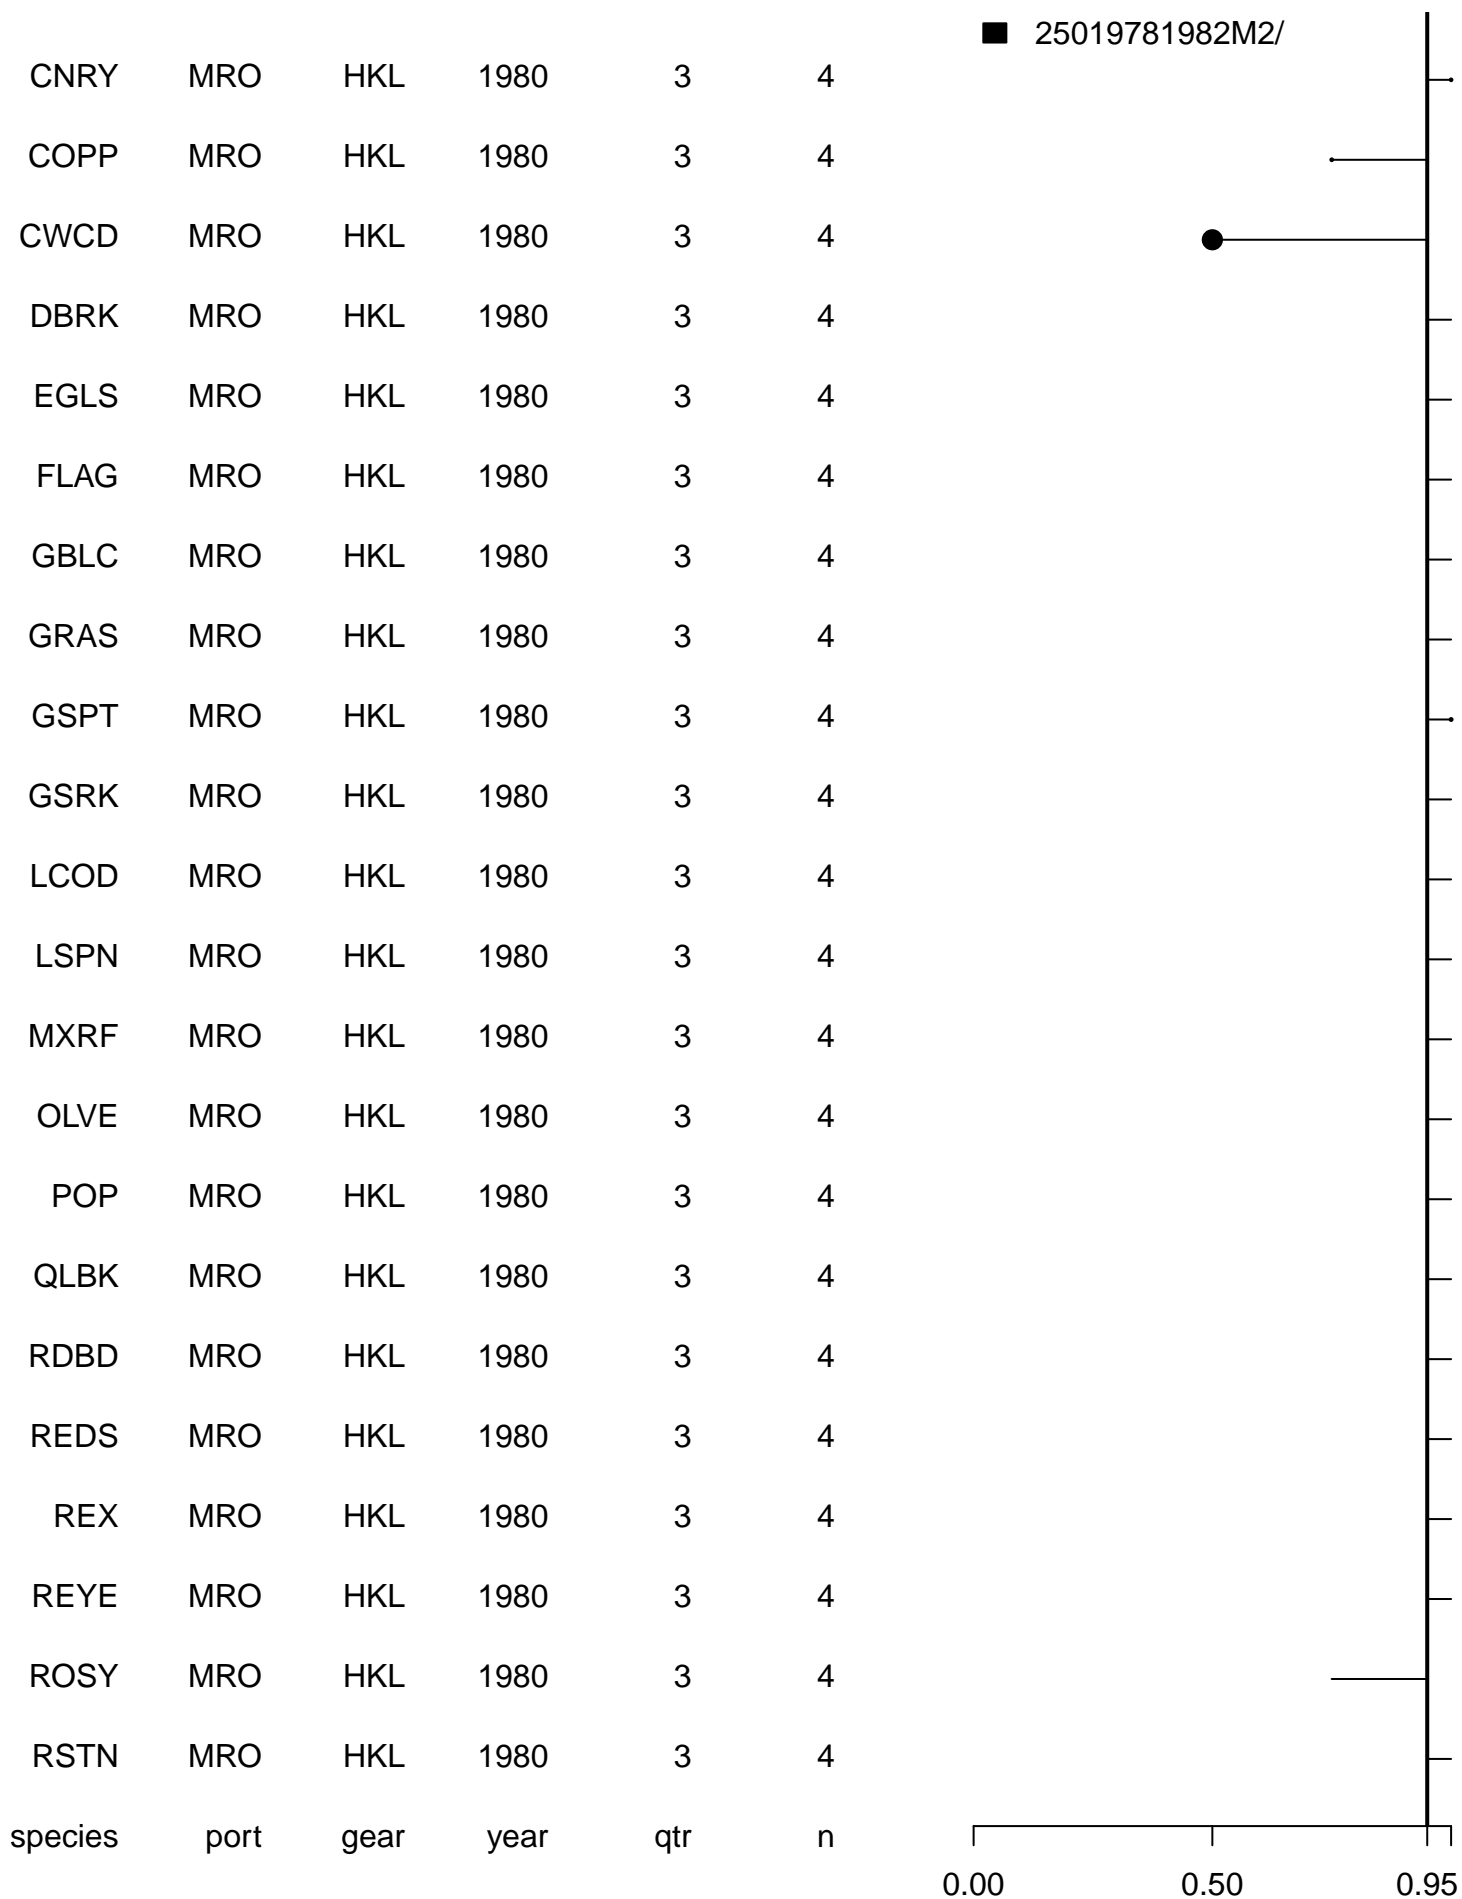 25019781982M2/
CNRY MRO HKL 1980 3 4
COPP MRO HKL 1980 3 4
CWCD MRO HKL 1980 3 4
DBRK MRO HKL 1980 3 4
EGLS MRO HKL 1980 3 4
FLAG MRO HKL 1980 3 4
GBLC MRO HKL 1980 3 4
GRAS MRO HKL 1980 3 4
GSPT MRO HKL 1980 3 4
GSRK MRO HKL 1980 3 4
LCOD MRO HKL 1980 3 4
LSPN MRO HKL 1980 3 4
MXRF MRO HKL 1980 3 4
OLVE MRO HKL 1980 3 4
POP MRO HKL 1980 3 4
QLBK MRO HKL 1980 3 4
RDBD MRO HKL 1980 3 4
REDS MRO HKL 1980 3 4
REX MRO HKL 1980 3 4
REYE MRO HKL 1980 3 4
ROSY MRO HKL 1980 3 4
RSTN MRO HKL 1980 3 4
species port gear year qtr n
0.00 0.50 0.95